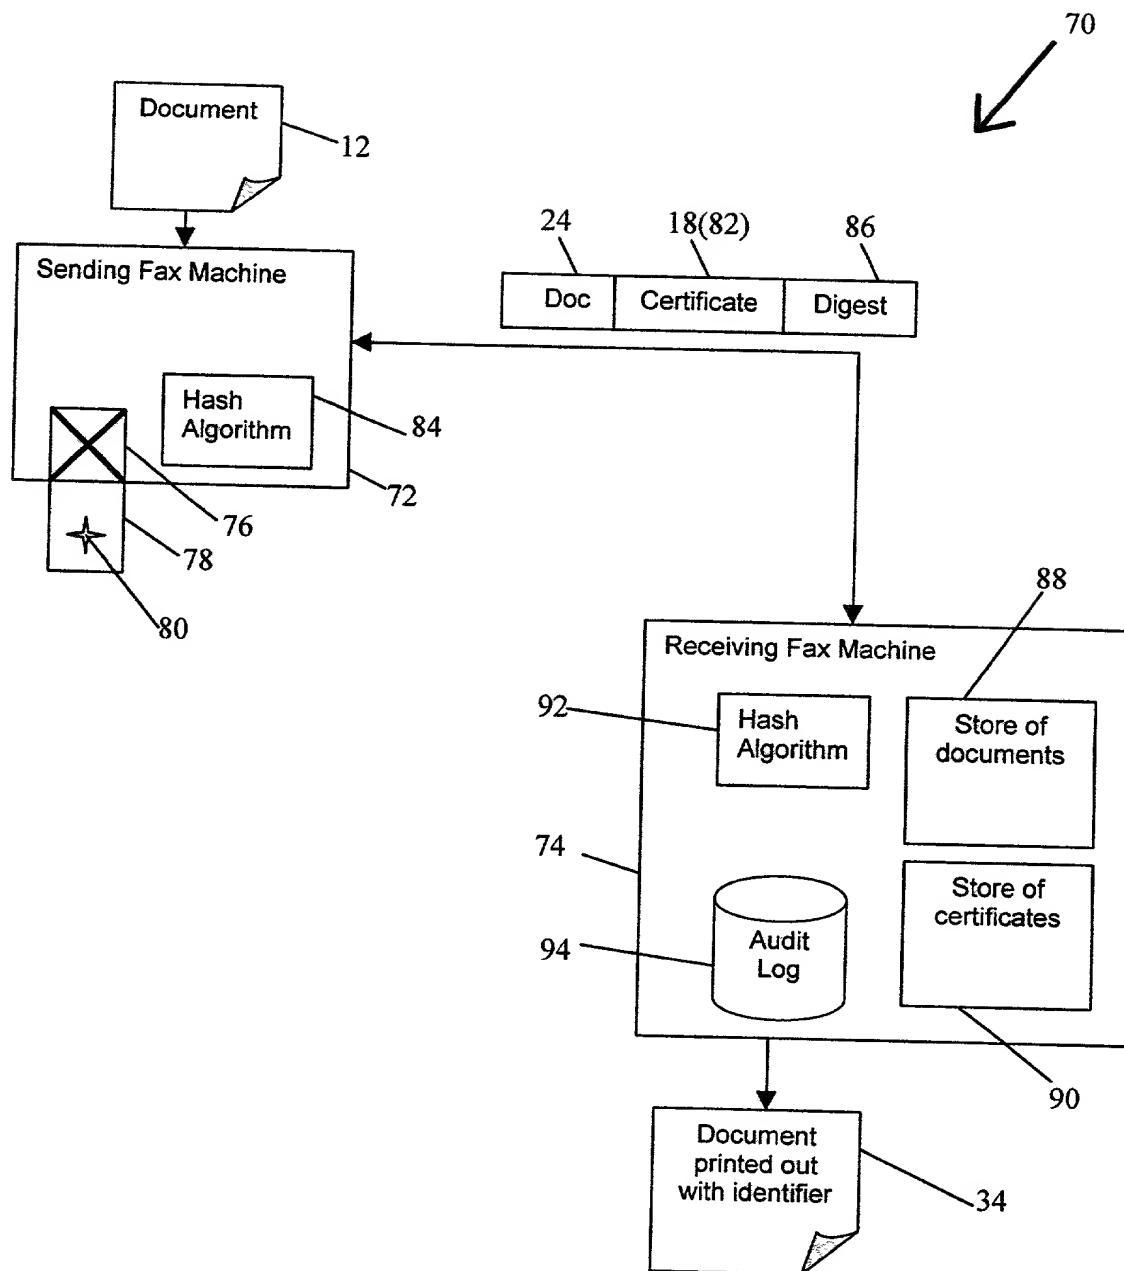 70
Document
12
24
18(82)
86
Sending Fax Machine
Doc
Certificate
Digest
Hash
Algorithm
84
72
76
78
80
88
Receiving Fax Machine
92
Hash
Algorithm
Store of
documents
74
Store of
certificates
94
Audit
Log
90
Document
printed out
with identifier
34